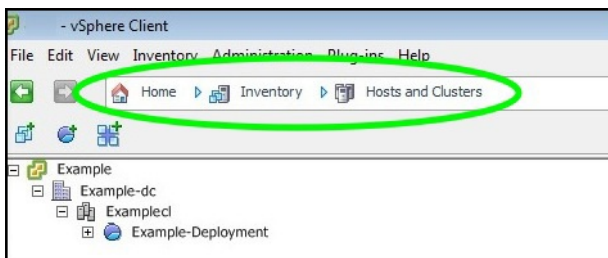 - vSphere Client
File Edit View Inventory Administration Plug-ins Help
Home Inventory Hosts and Clusters
Example
Example-dc
Examplecl
Example-Deployment